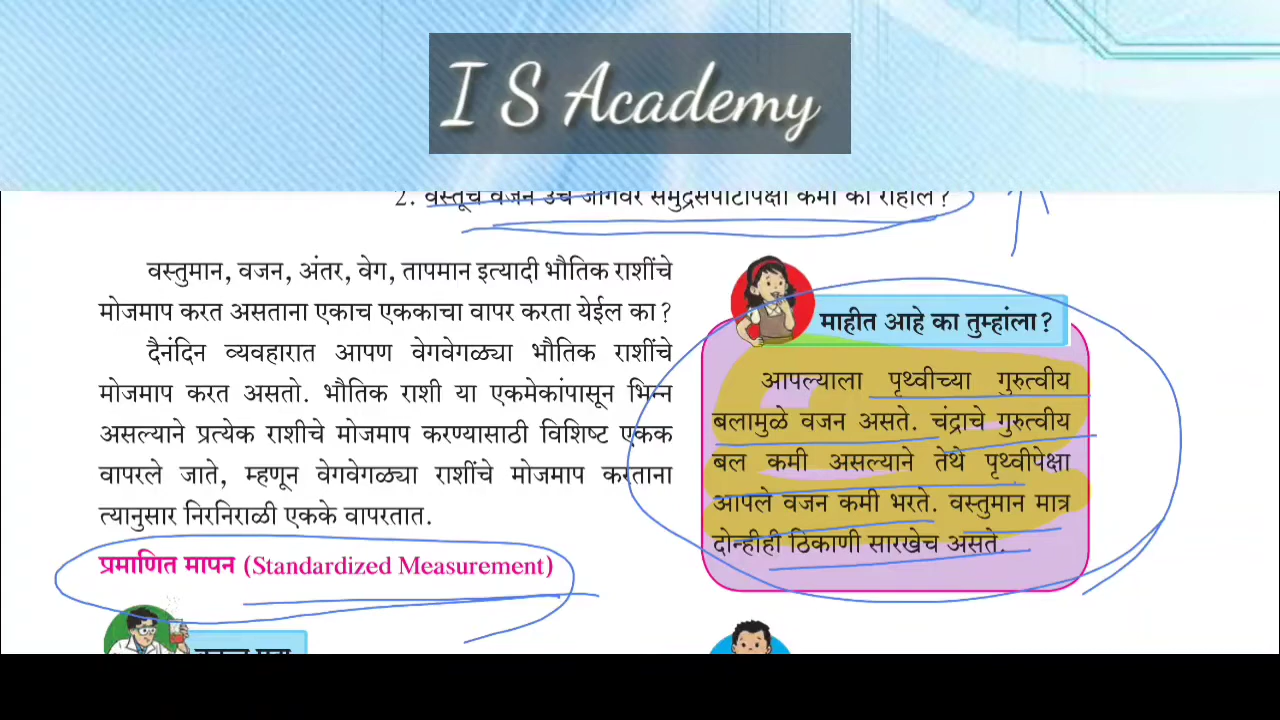 I S Academy
2. वस्तूचे वजन उंच जागेवर समुद्रसपाटीपेक्षा कमी का राहील?
वस्तुमान, वजन, अंतर, वेग, तापमान इत्यादी भौतिक राशींचे
मोजमाप करत असताना एकाच एककाचा वापर करता येईल का?
दैनंदिन व्यवहारात आपण वेगवेगळ्या भौतिक राशींचे
मोजमाप करत असतो. भौतिक राशी या एकमेकांपासून भिन्न
असल्याने प्रत्येक राशीचे मोजमाप करण्यासाठी विशिष्ट एकक
वापरले जाते, म्हणून वेगवेगळ्या राशींचे मोजमाप करताना
त्यानुसार निरनिराळी एकके वापरतात.
प्रमाणित मापन (Standardized Measurement)
माहीत आहे का तुम्हांला?
आपल्याला पृथ्वीच्या गुरुत्वीय
बलामुळे वजन असते. चंद्राचे गुरुत्वीय
बल कमी असल्याने तेथे पृथ्वीपेक्षा
आपले वजन कमी भरते. वस्तुमान मात्र
दोन्हीही ठिकाणी सारखेच असते.